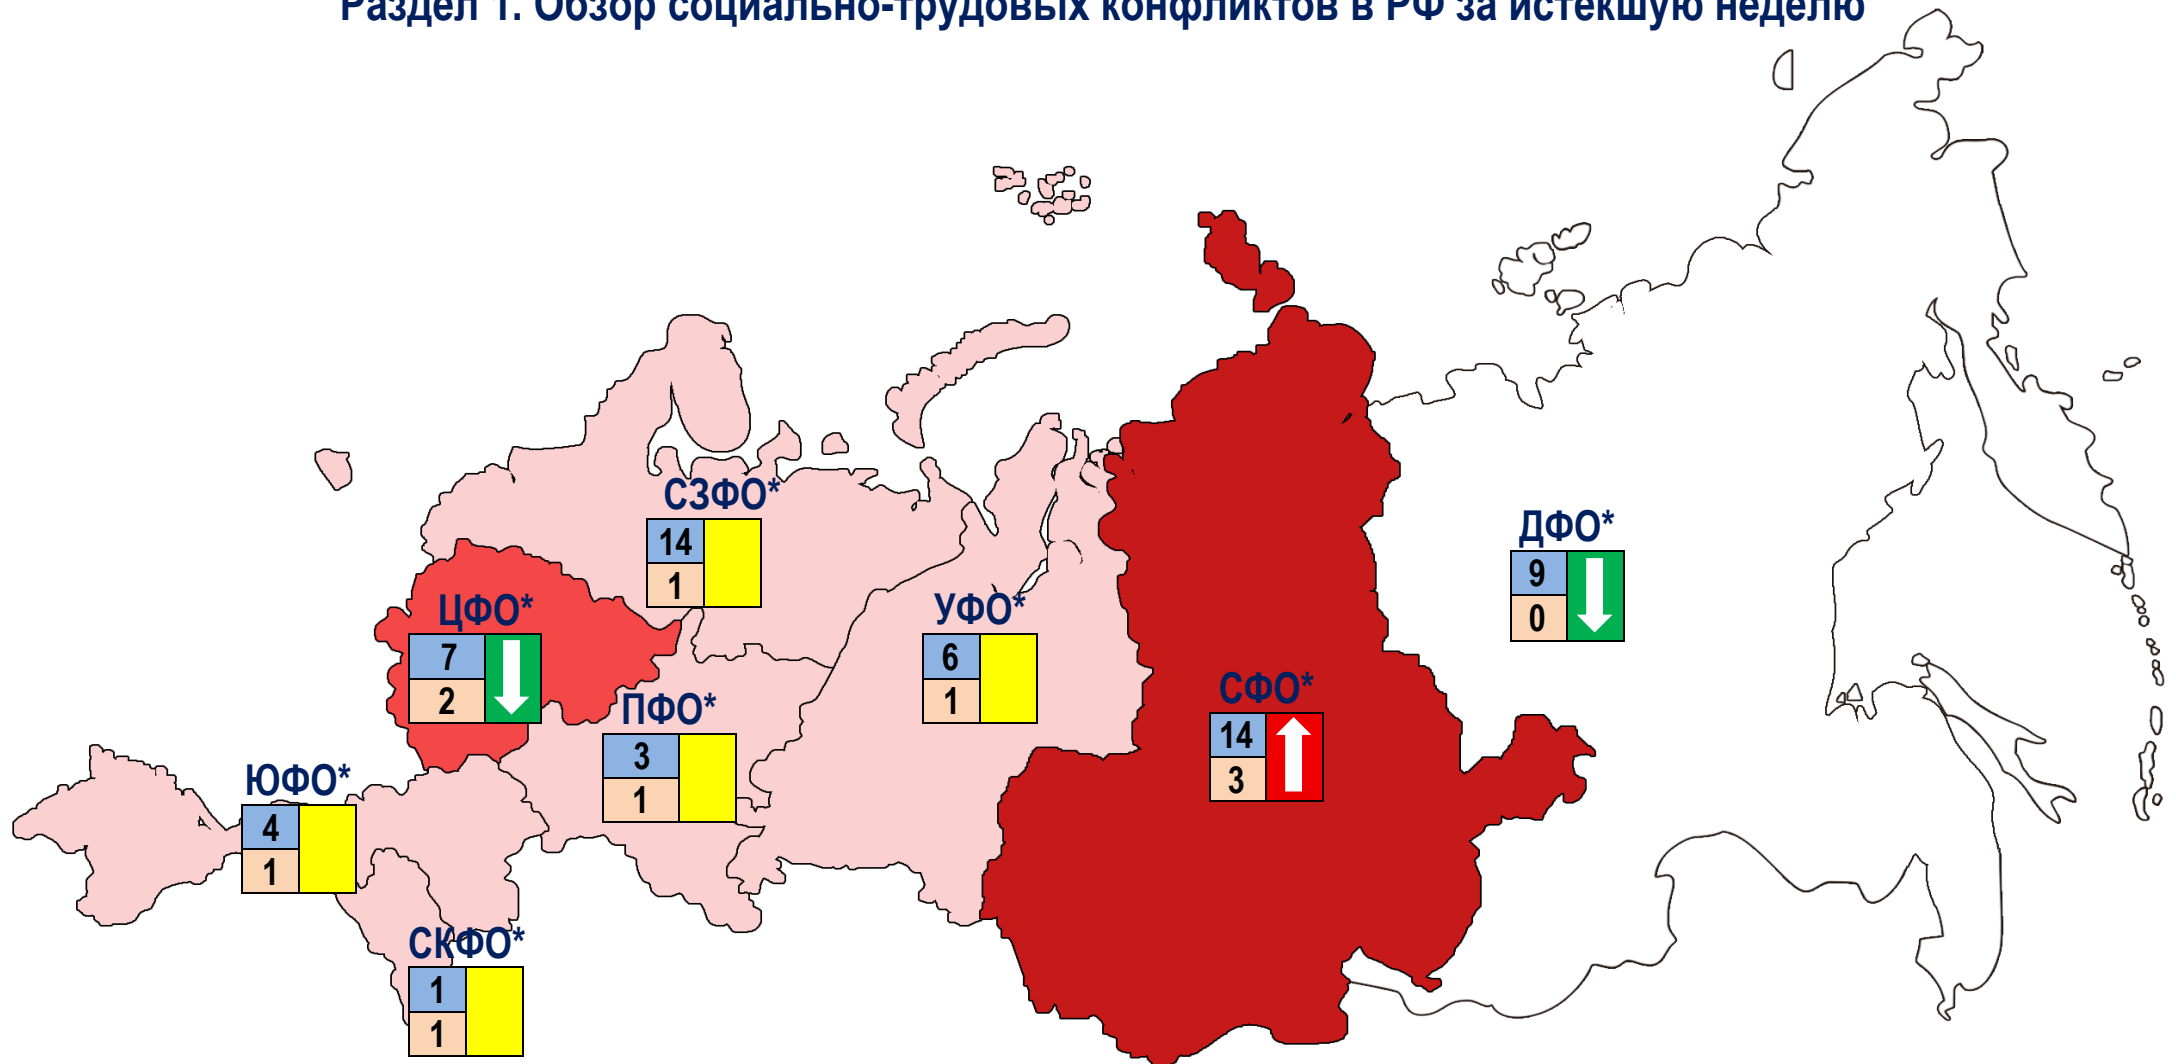 Раздел 1. Обзор социально-трудовых конфликтов в РФ за истекшую неделю
СЗФО*
14
1
ДФО*
9
0
ЦФО*
7
2
УФО*
6
1
СФО*
14
3
ПФО*
3
1
ЮФО*
4
1
СКФО*
1
1